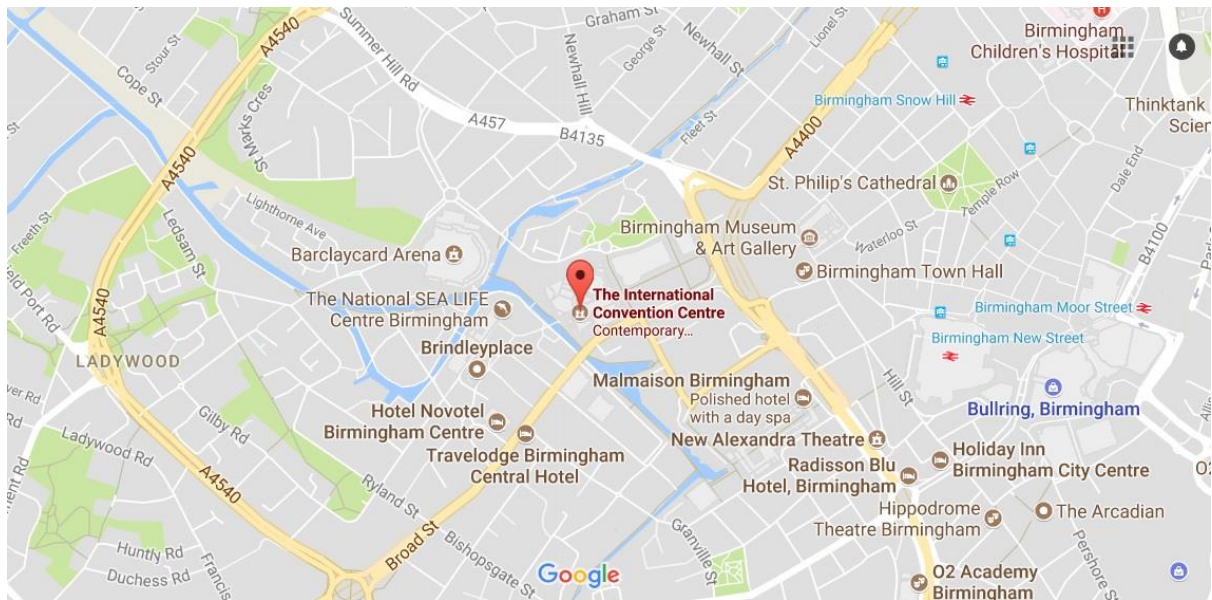 A4540
Summer Hill Rd
Graham St
Newhall St
Lionel St
Birmingham
Children's Hospital
Stour St
Cope St
George St
Newhall Hill
St Marks Cres
A457
B4135
Fleet St
A4400
Birmingham Snow Hill
Thinktank
Scien
A4540
St. Philip's Cathedral
Temple Row
Dale End
Freeth St
Ledsam St
Lighthorne Ave
Birmingham Museum
& Art Gallery
Waterloo St
B4100
Barclaycard Arena
Birmingham Town Hall
The International
Convention Centre
Contemporary...
The National SEA LIFE
Centre Birmingham
Birmingham Moor Street
A4540
Birmingham New Street
Brindleyplace
LADYWOOD
Malmaison Birmingham
Polished hotel
with a day spa
Hill St
Bullring, Birmingham
Hotel Novotel
Birmingham Centre
Gilby Rd
Ladywood Rd
New Alexandra Theatre
Travelodge Birmingham
Central Hotel
Holiday Inn
Birmingham City Centre
Radisson Blu
Hotel, Birmingham
A4540
Ryland St
Hippodrome
Theatre Birmingham
The Arcadian
Broad St
Bishopsgate St
Granville St
Pershore St
Huntly Rd
Duchess Rd
Francis
Google
O2 Academy
Birmingham